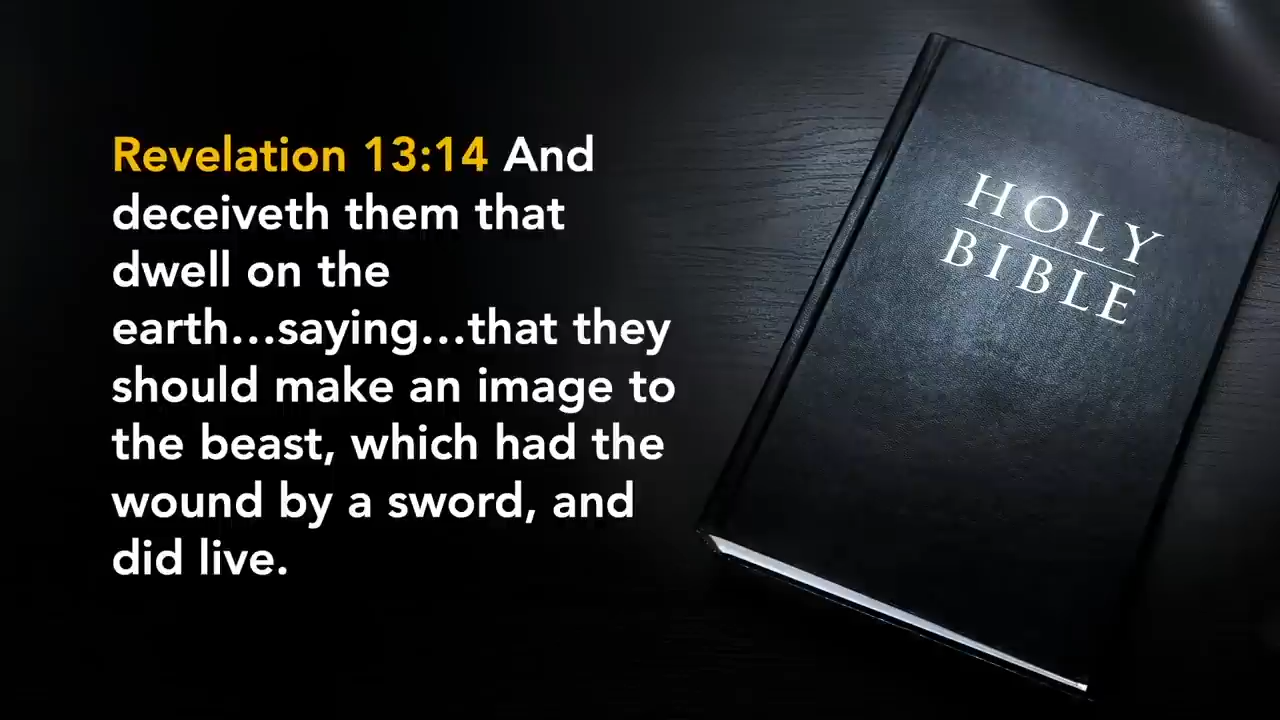 Revelation 13:14 And
deceiveth them that
dwell on the
earth...saying...that they
should make an image to
the beast, which had the
wound by a sword, and
did live.
HOLY
BIBLE